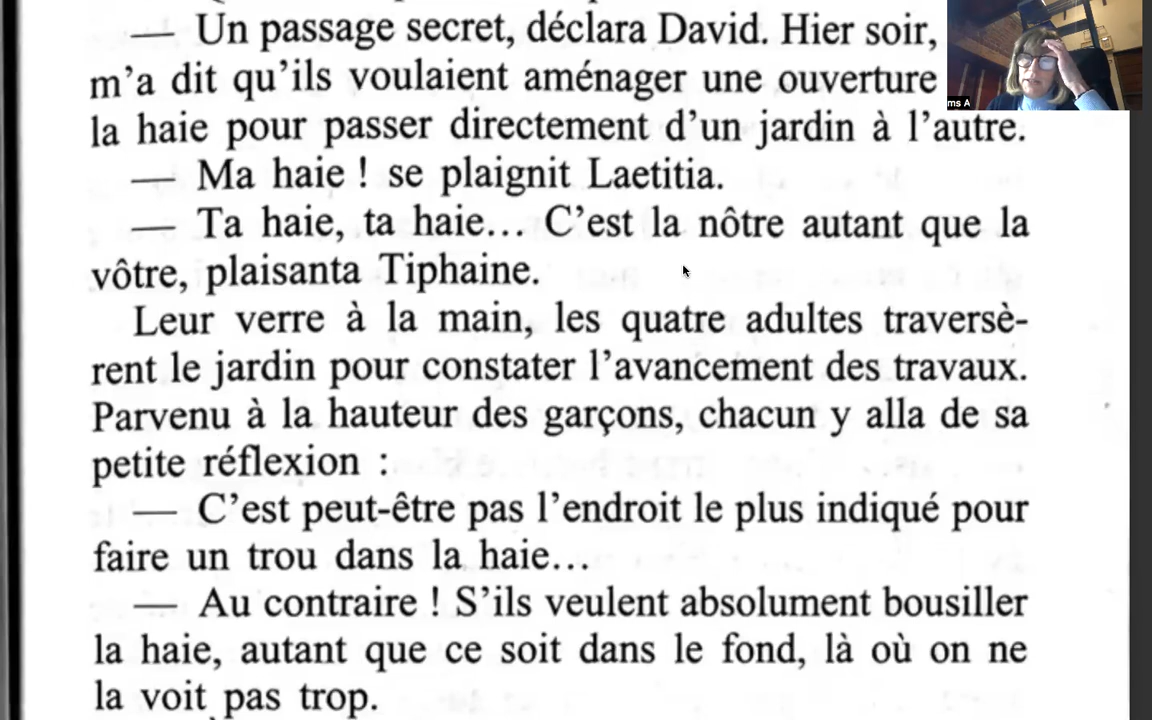 — Un passage secret, déclara David. Hier soir,
m’a dit qu’ils voulaient aménager une ouverture
la haie pour passer directement d’un jardin à l’autre.
— Ma haie ! se plaignit Laetitia.
— Ta haie, ta haie… C’est la nôtre autant que la
vôtre, plaisanta Tiphaine.
Leur verre à la main, les quatre adultes traversè-
rent le jardin pour constater l’avancement des travaux.
Parvenu à la hauteur des garçons, chacun y alla de sa
petite réflexion :
— C’est peut-être pas l’endroit le plus indiqué pour
faire un trou dans la haie…
— Au contraire ! S’ils veulent absolument bousiller
la haie, autant que ce soit dans le fond, là où on ne
la voit pas trop.
ms A